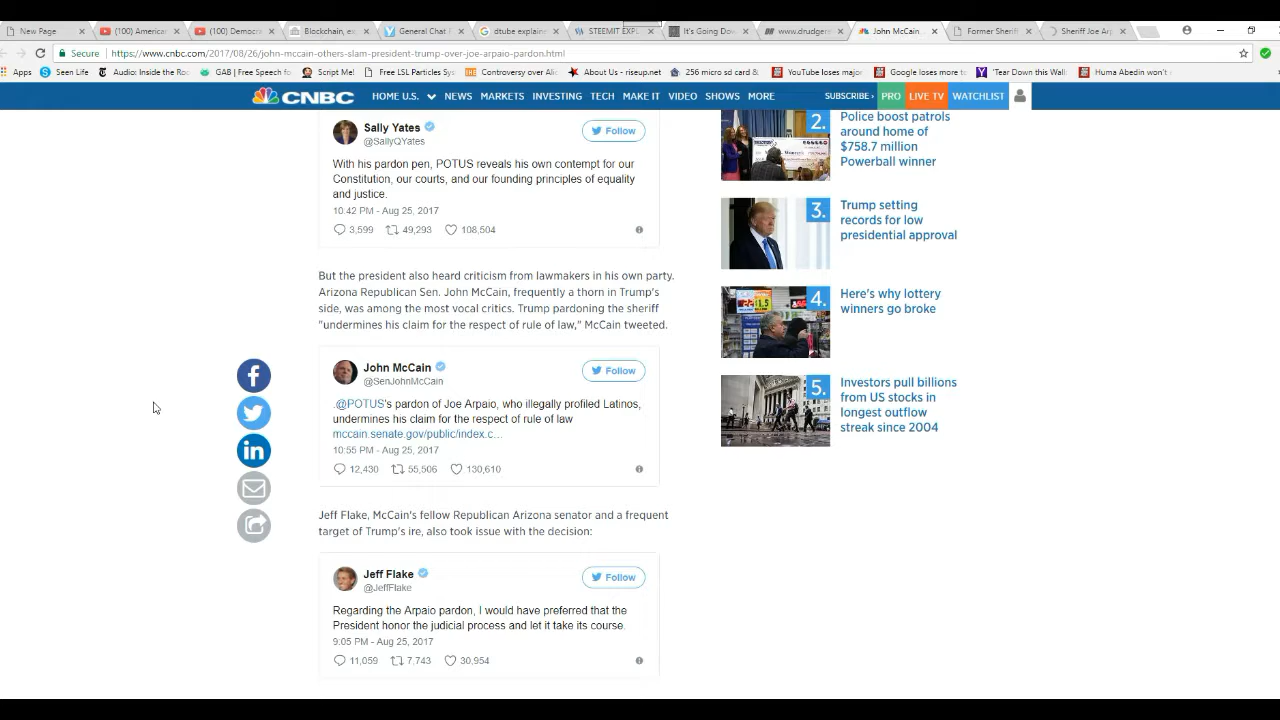 New Page
(100) American
(100) Democra
Blockchain, ex
General Chat
dtube explaine
STEEMIT EXPL
It's Going Dow
www.drudgere
John McCain,
Former Sheriff
Sheriff Joe Arp
Secure
https://www.cnbc.com/2017/08/26/john-mccain-others-slam-president-trump-over-joe-arpaio-pardon.html
Apps
Seen Life
Audio: Inside the Ro
GAB | Free Speech fo
Script Me!
Free LSL Particles Sys
Controversy over Alic
About Us - riseup.net
256 micro sd card &
YouTube loses major
Google loses more to
'Tear Down this Wall
Huma Abedin won't
CNBC
HOME U.S.
NEWS
MARKETS
INVESTING
TECH
MAKE IT
VIDEO
SHOWS
MORE
SUBSCRIBE
PRO
LIVE TV
WATCHLIST
Sally Yates
@SallyQYates
Follow
With his pardon pen, POTUS reveals his own contempt for our
Constitution, our courts, and our founding principles of equality
and justice.
10:42 PM - Aug 25, 2017
3,599
49,293
108,504
But the president also heard criticism from lawmakers in his own party.
Arizona Republican Sen. John McCain, frequently a thorn in Trump's
side, was among the most vocal critics. Trump pardoning the sheriff
"undermines his claim for the respect of rule of law," McCain tweeted.
John McCain
@SenJohnMcCain
Follow
.@POTUS's pardon of Joe Arpaio, who illegally profiled Latinos,
undermines his claim for the respect of rule of law
mccain.senate.gov/public/index.c...
10:55 PM - Aug 25, 2017
12,430
55,506
130,610
Jeff Flake, McCain's fellow Republican Arizona senator and a frequent
target of Trump's ire, also took issue with the decision:
Jeff Flake
@JeffFlake
Follow
Regarding the Arpaio pardon, I would have preferred that the
President honor the judicial process and let it take its course.
9:05 PM - Aug 25, 2017
11,059
7,743
30,954
2.
Police boost patrols
around home of
$758.7 million
Powerball winner
3.
Trump setting
records for low
presidential approval
4.
Here's why lottery
winners go broke
5.
Investors pull billions
from US stocks in
longest outflow
streak since 2004